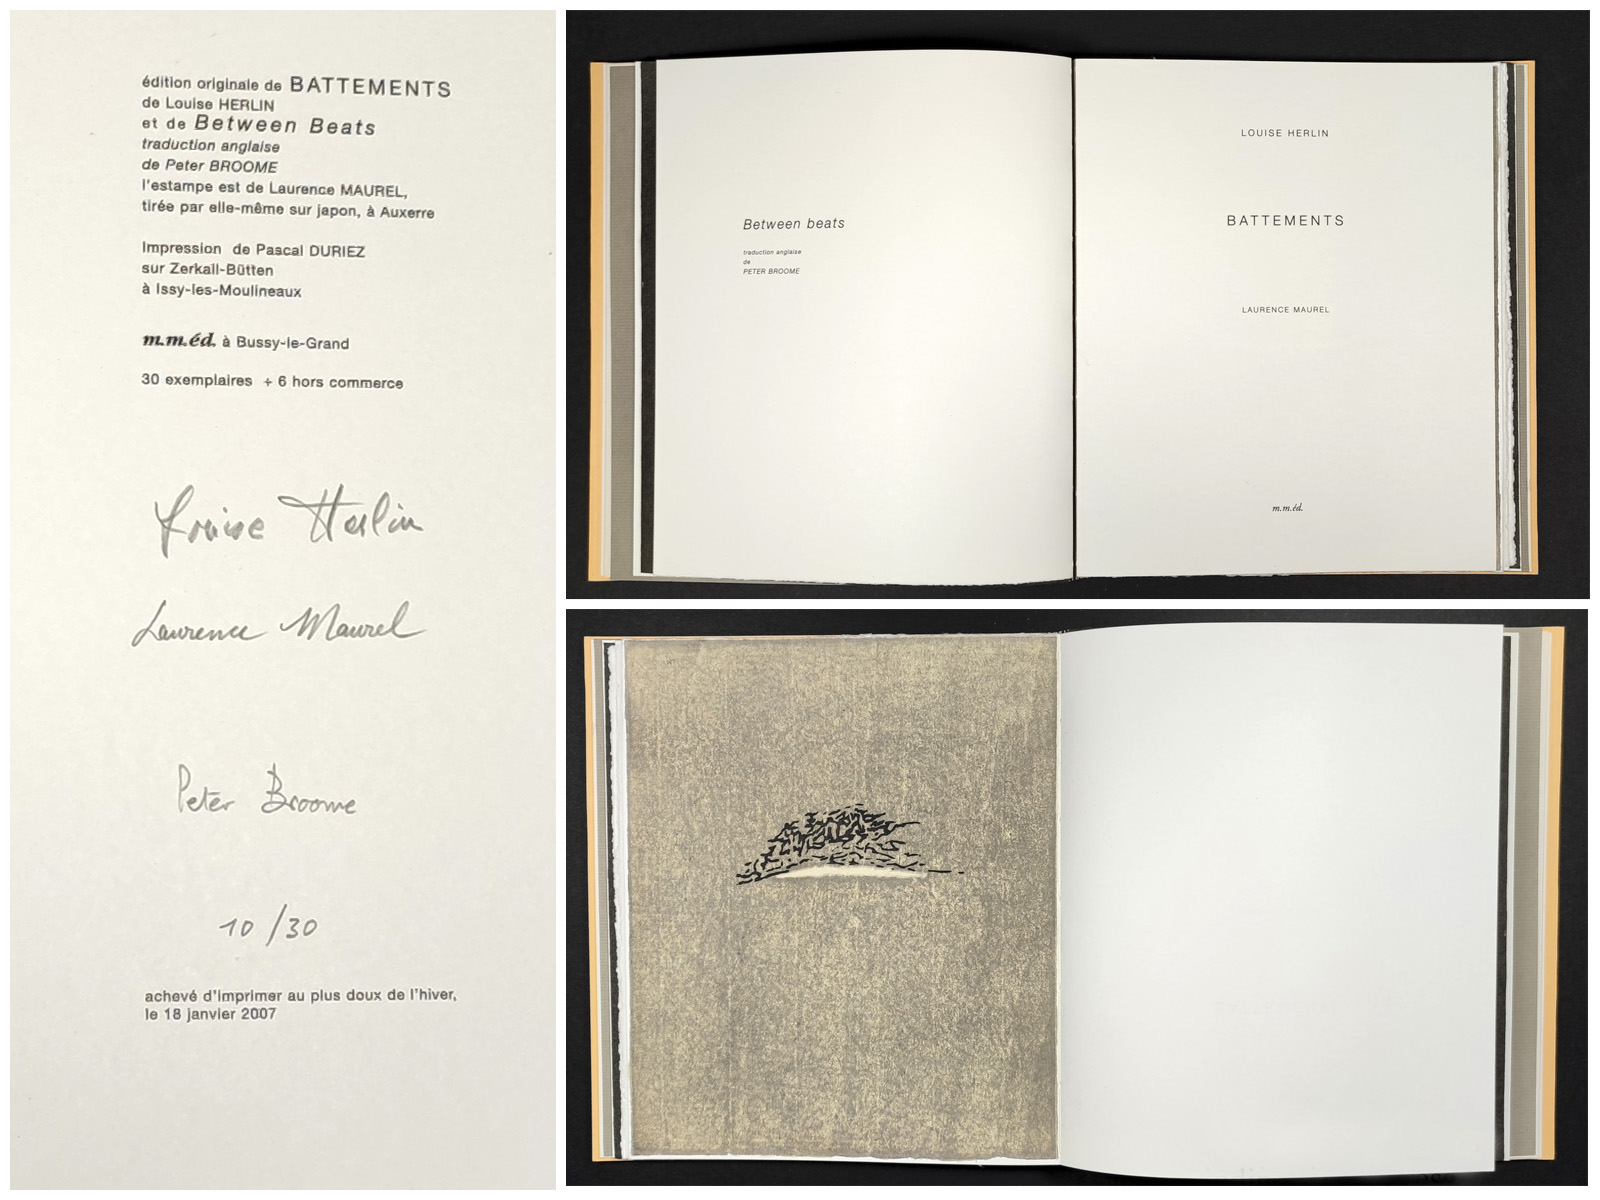 édition originale de BATTEMENTS
de Louise HERLIN
et de Between Beats
traduction anglaise
de Peter BROOME
l'estampe est de Laurence MAUREL,
tirée par elle-même sur japon, à Auxerre
Impression de Pascal DURIEZ
sur Zerkall-Bütten
à Issy-les-Moulineaux
m.m.éd. à Bussy-le-Grand
30 exemplaires + 6 hors commerce
Louise Herlin
Laurence Maurel
Peter Broome
10/30
achevé d'imprimer au plus doux de l'hiver,
le 18 janvier 2007
Between beats
traduction anglaise
de
PETER BROOME
LOUISE HERLIN
BATTEMENTS
LAURENCE MAUREL
m.m.éd.